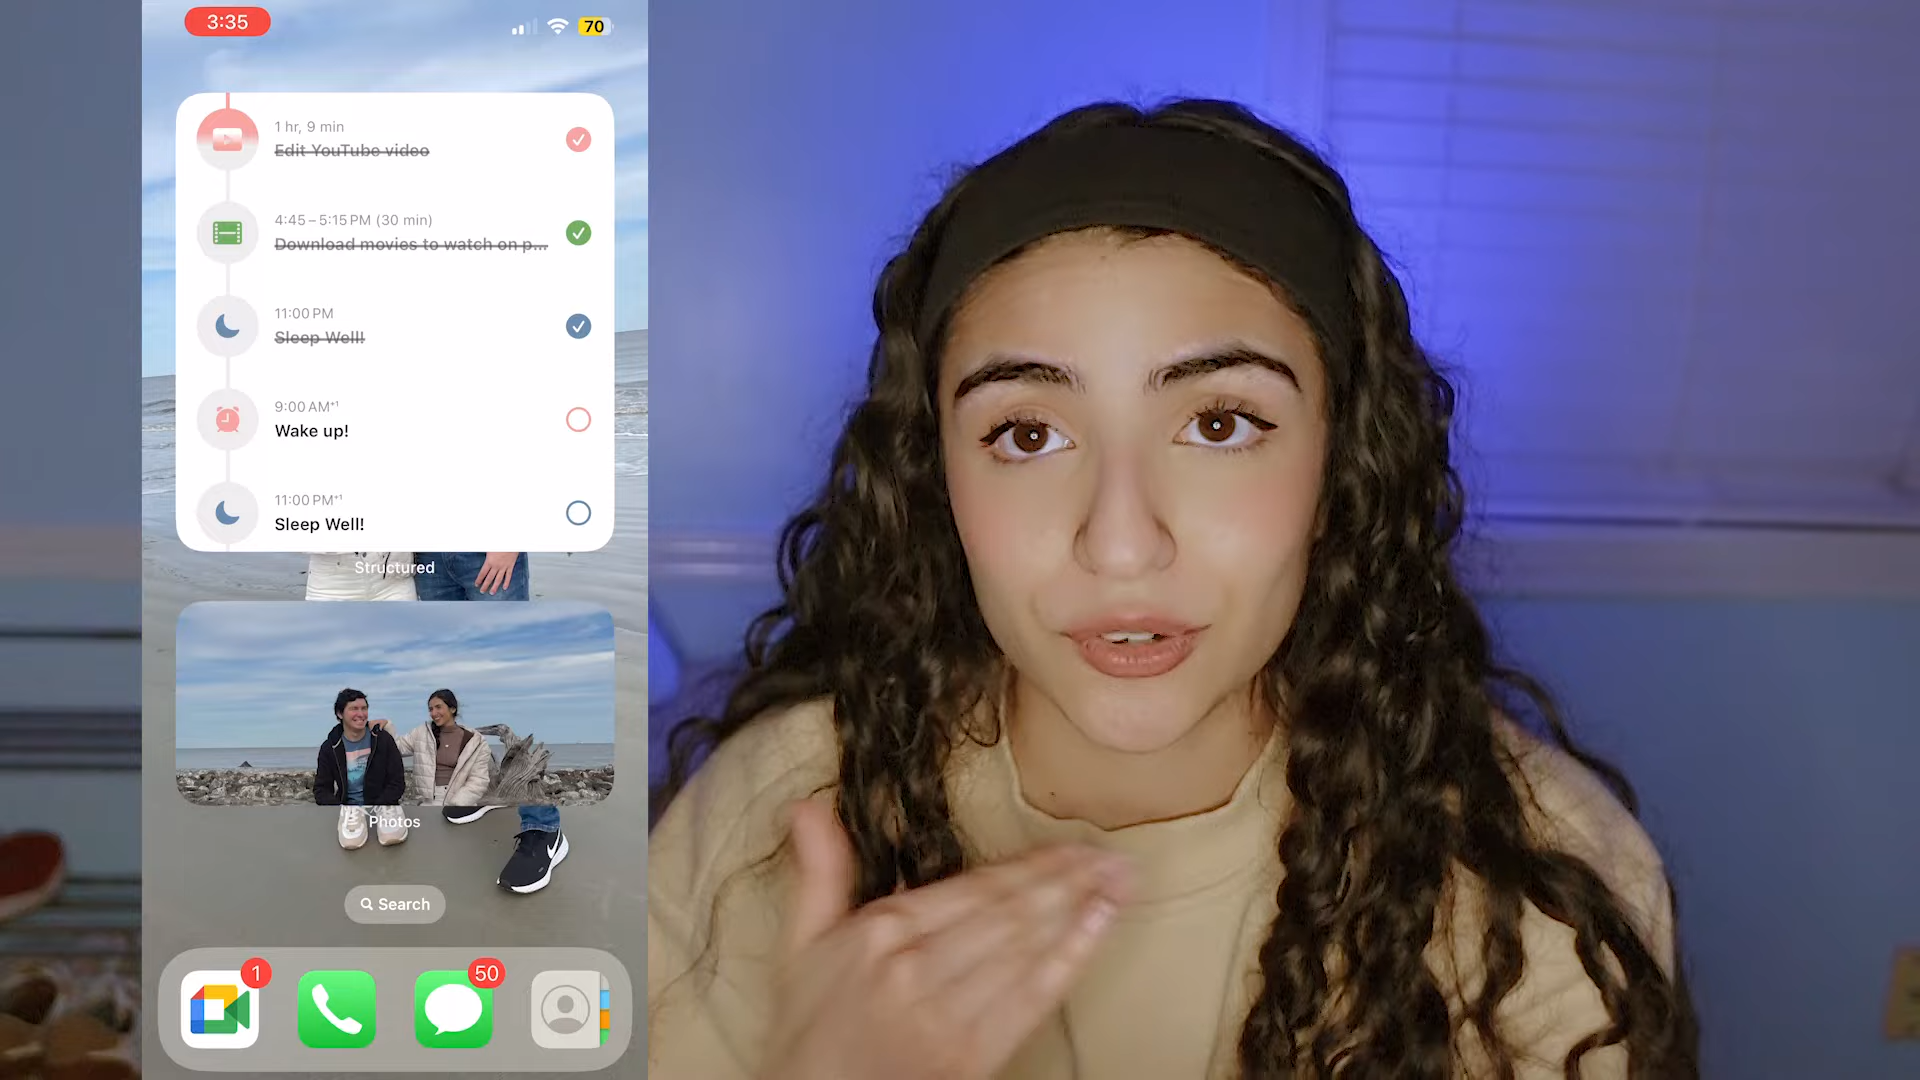 3:35
70
1 hr, 9 min
Edit YouTube video
4:45 – 5:15 PM (30 min)
Download movies to watch on p...
11:00 PM
Sleep Well!
9:00 AM⁺¹
Wake up!
11:00 PM⁺¹
Sleep Well!
Structured
Photos
Search
1
50